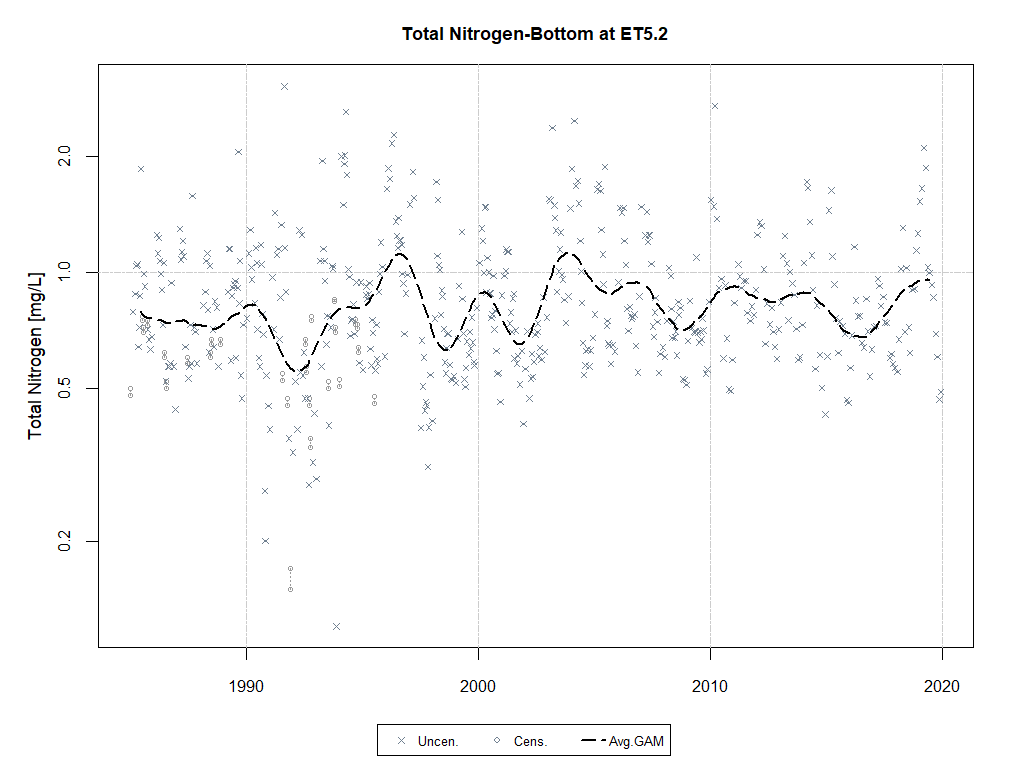 Total Nitrogen-Bottom at ET5.2
Total Nitrogen [mg/L]
2.0
1.0
0.5
0.2
1990 2000 2010 2020
Uncen. Cens. Avg.GAM